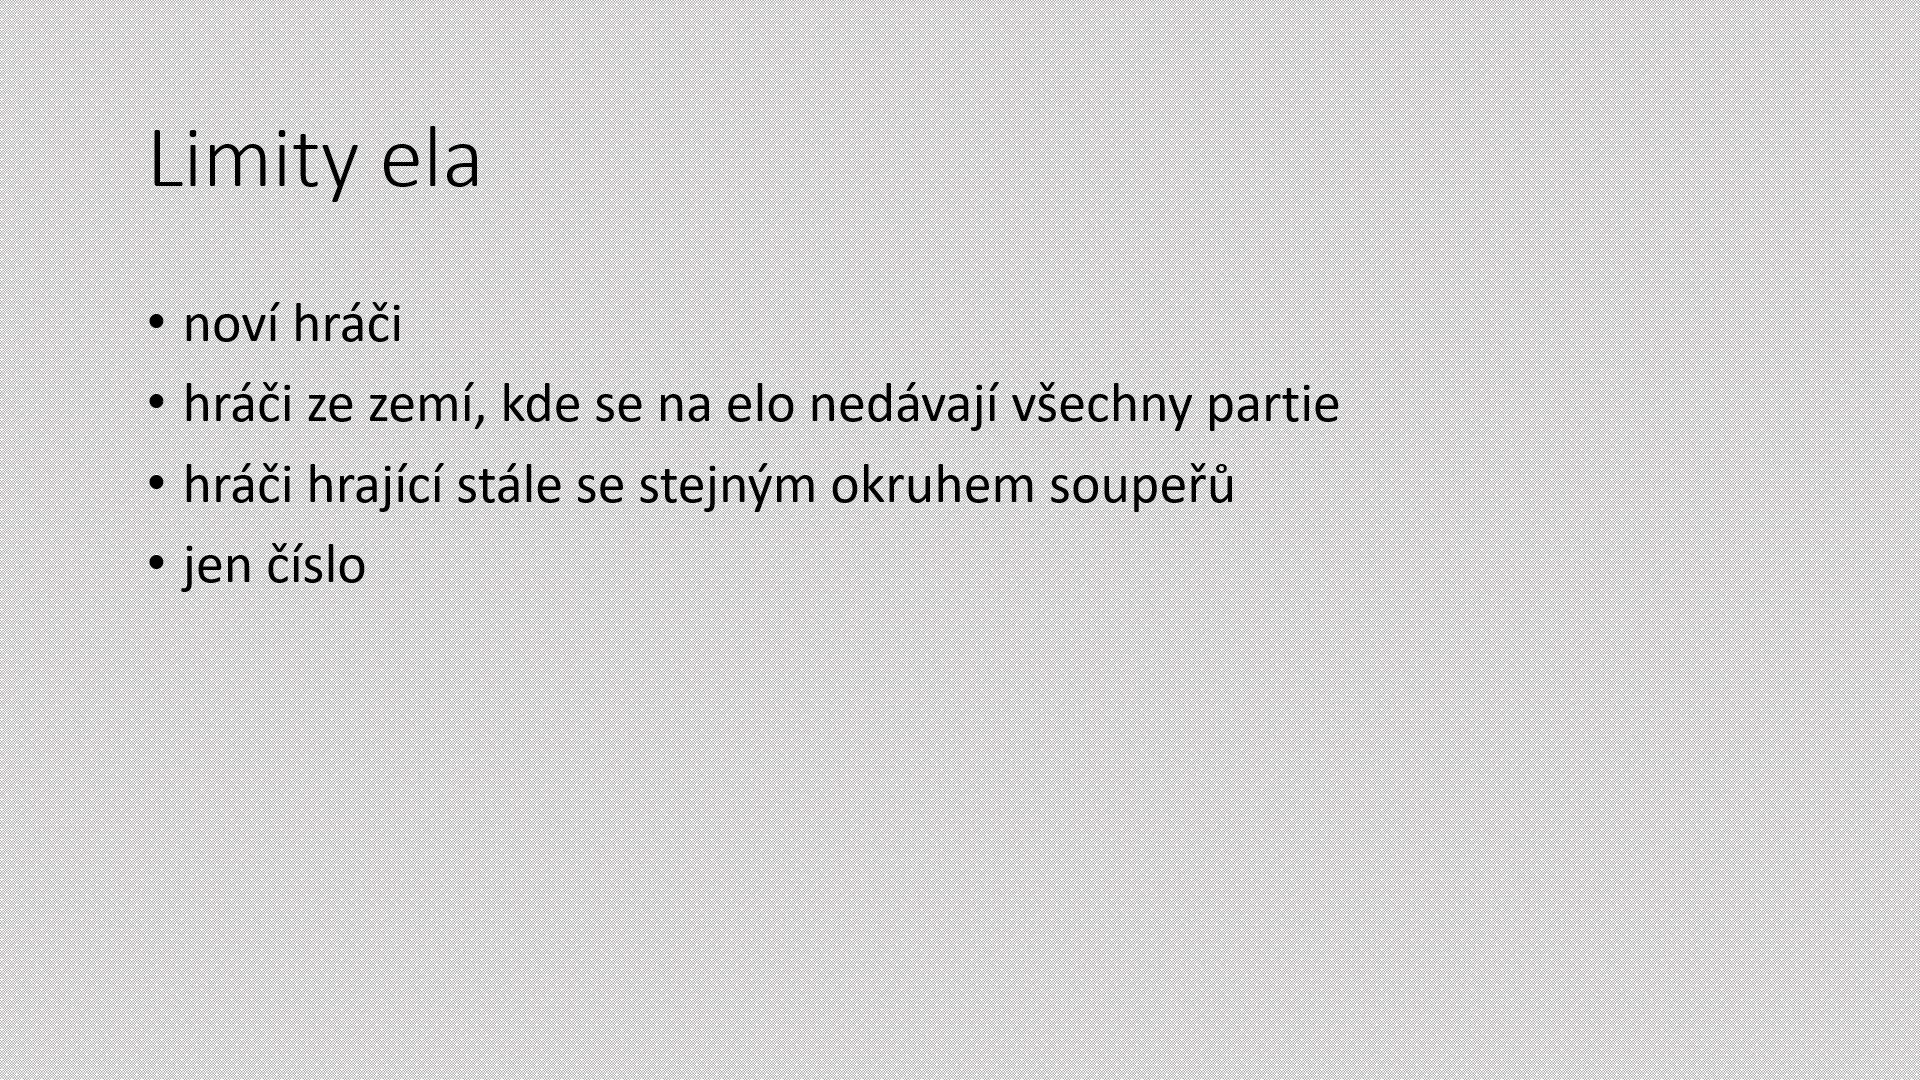 Limity ela
• noví hráči
• hráči ze zemí, kde se na elo nedávají všechny partie
• hráči hrající stále se stejným okruhem soupeřů
• jen číslo